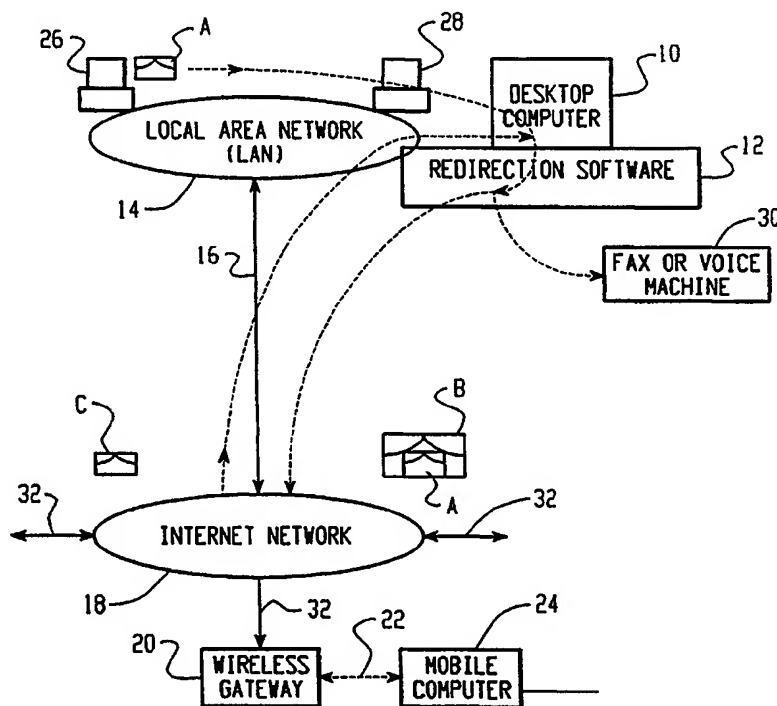 26
A
28
10
DESKTOP
COMPUTER
LOCAL AREA NETWORK
(LAN)
REDIRECTION SOFTWARE
12
14
16
30
FAX OR VOICE
MACHINE
C
B
A
32
INTERNET NETWORK
32
18
32
20
22
24
WIRELESS
GATEWAY
MOBILE
COMPUTER